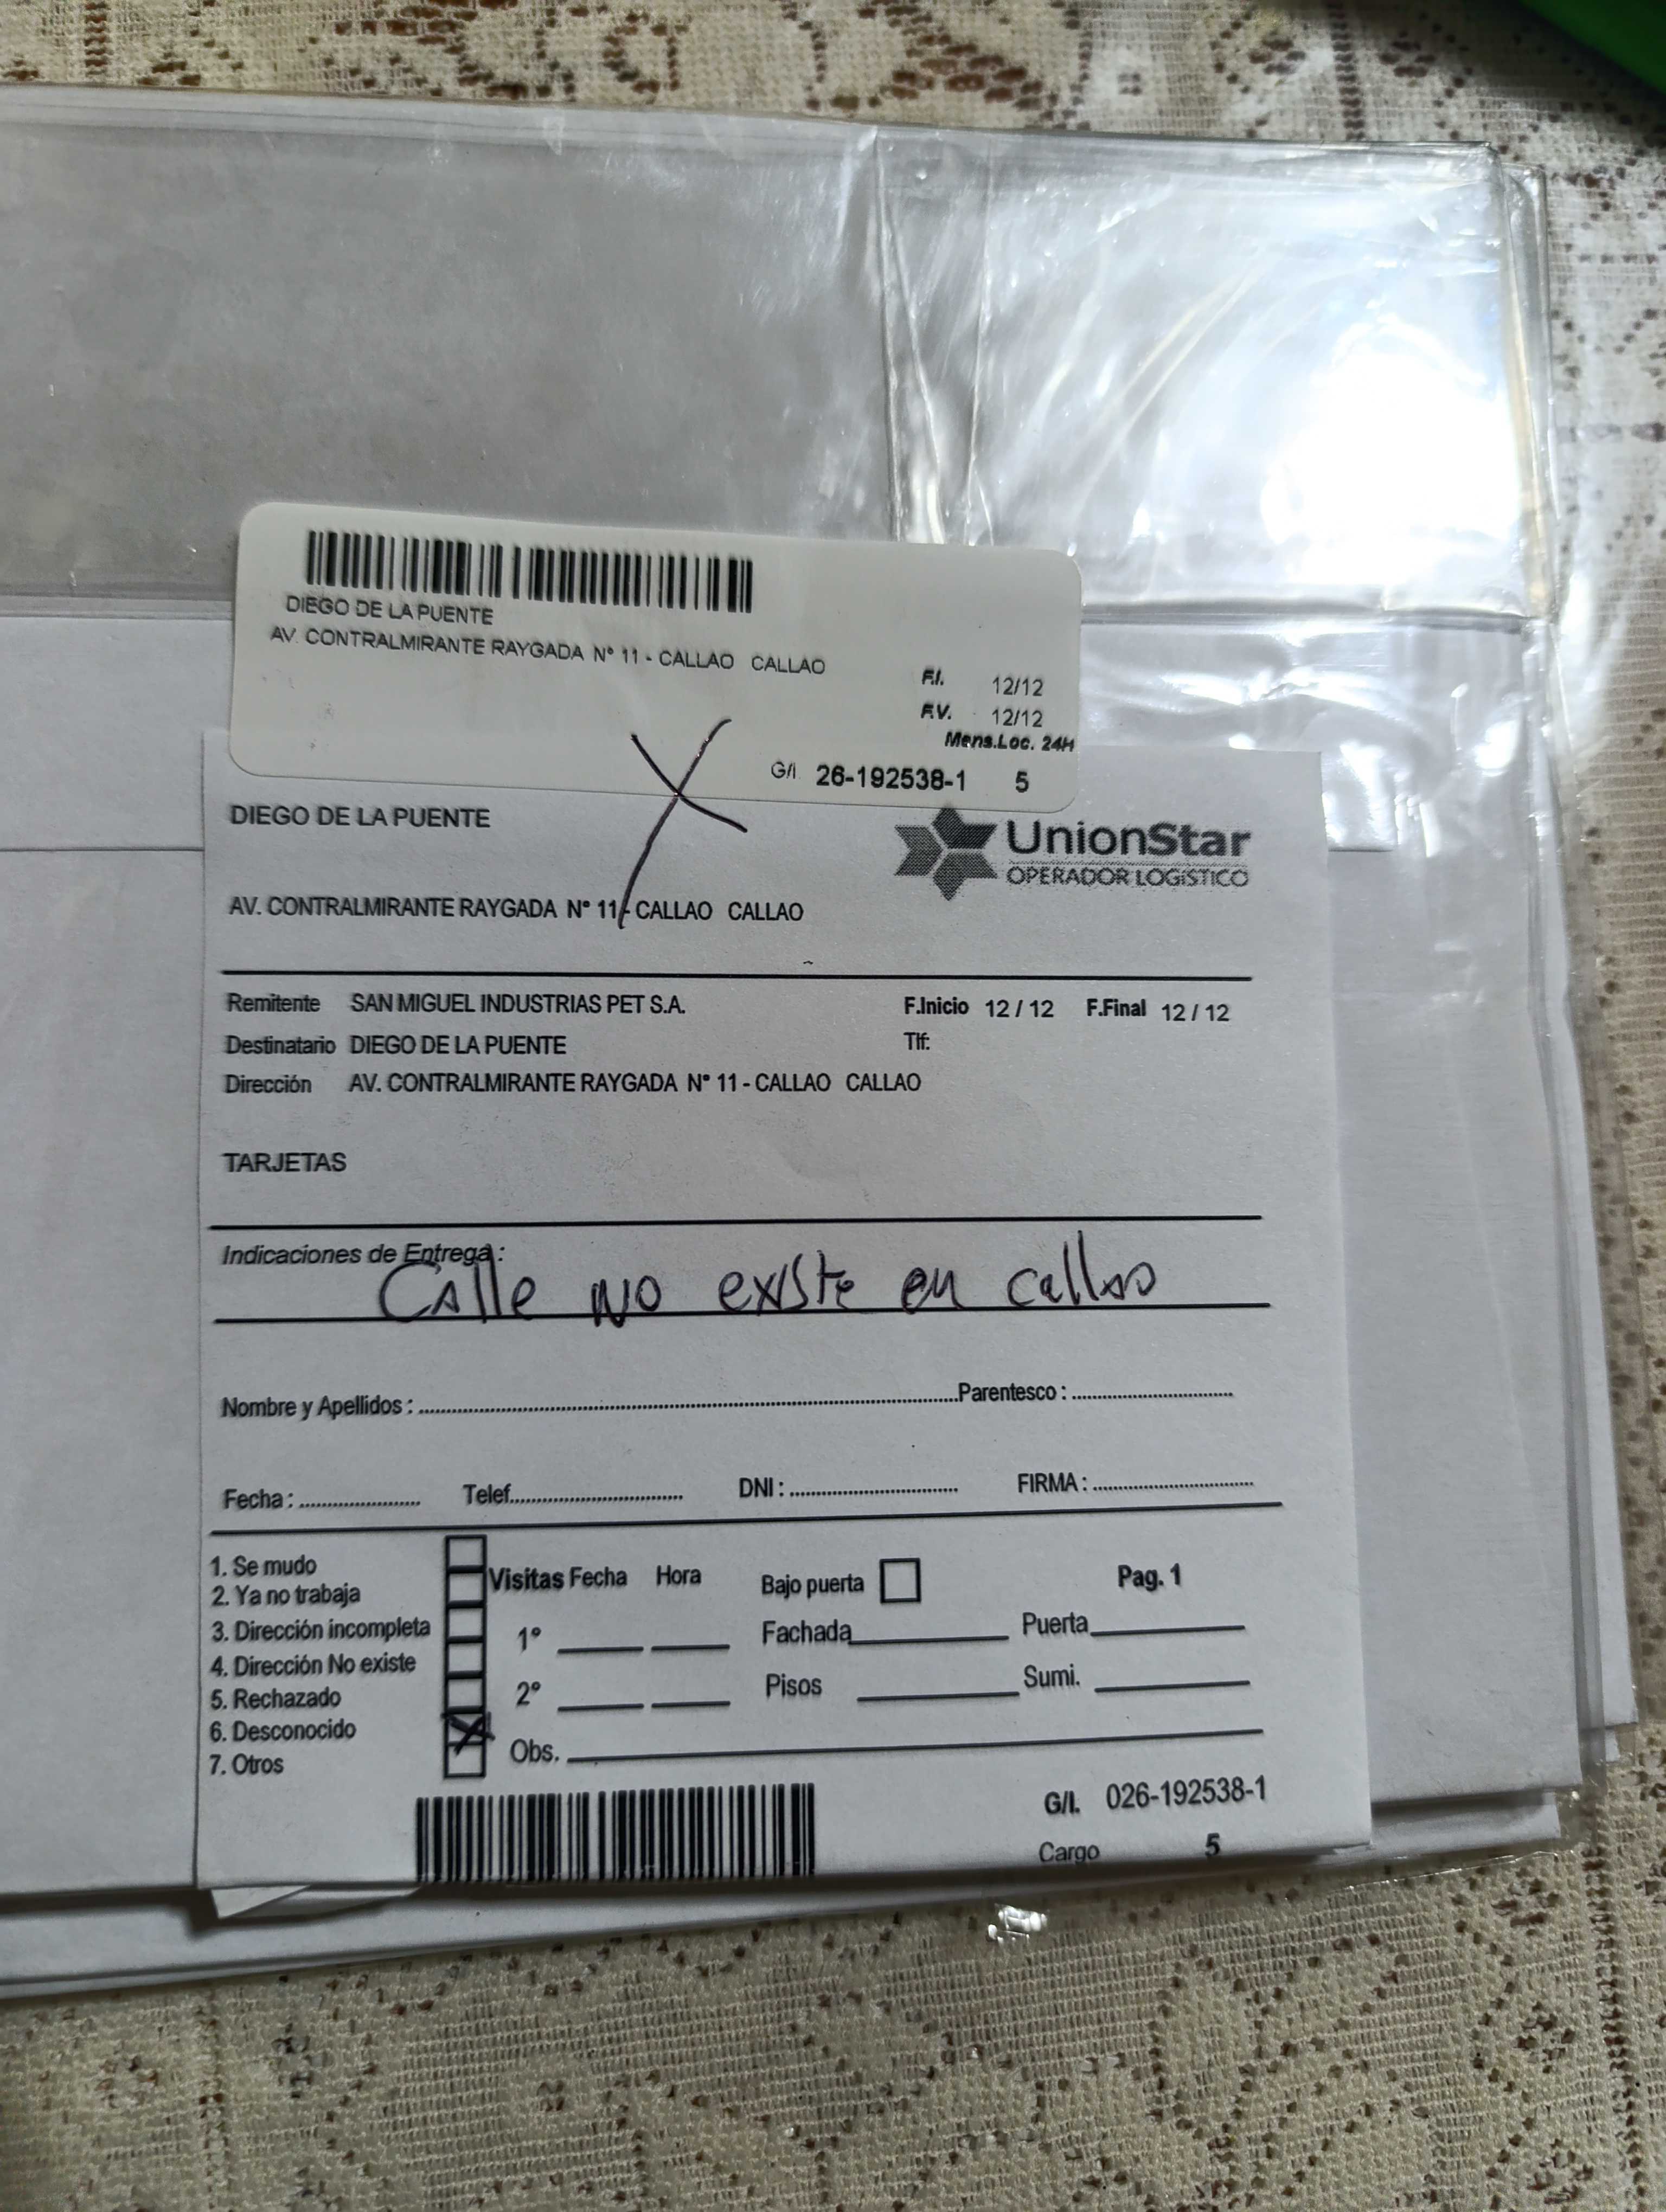 DIEGO DE LA PUENTE
AV. CONTRALMIRANTE RAYGADA N° 11 - CALLAO CALLAO
F.I. 12/12
F.V. 12/12
Mens.Loc. 24H
G/I 26-192538-1 5
DIEGO DE LA PUENTE
UnionStar
OPERADOR LOGÍSTICO
AV. CONTRALMIRANTE RAYGADA N° 11 - CALLAO CALLAO
Remitente SAN MIGUEL INDUSTRIAS PET S.A. F.Inicio 12 / 12 F.Final 12 / 12
Destinatario DIEGO DE LA PUENTE Tlf:
Dirección AV. CONTRALMIRANTE RAYGADA N° 11 - CALLAO CALLAO
TARJETAS
Indicaciones de Entrega :
Calle no existe en callao
Nombre y Apellidos : Parentesco :
Fecha : Telef. DNI : FIRMA :
1. Se mudo
2. Ya no trabaja
3. Dirección incompleta
4. Dirección No existe
5. Rechazado
6. Desconocido
7. Otros
Visitas Fecha Hora
1°
2°
Obs.
Bajo puerta
Fachada Puerta
Pisos Sumi.
Pag. 1
G/I. 026-192538-1
Cargo 5